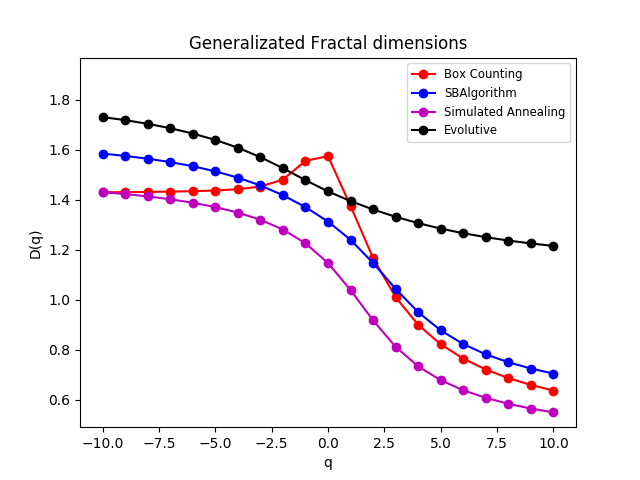 Generalizated Fractal dimensions
Box Counting
SBAlgorithm
Simulated Annealing
Evolutive
D(q)
1.8
1.6
1.4
1.2
1.0
0.8
0.6
−10.0 −7.5 −5.0 −2.5 0.0 2.5 5.0 7.5 10.0
q